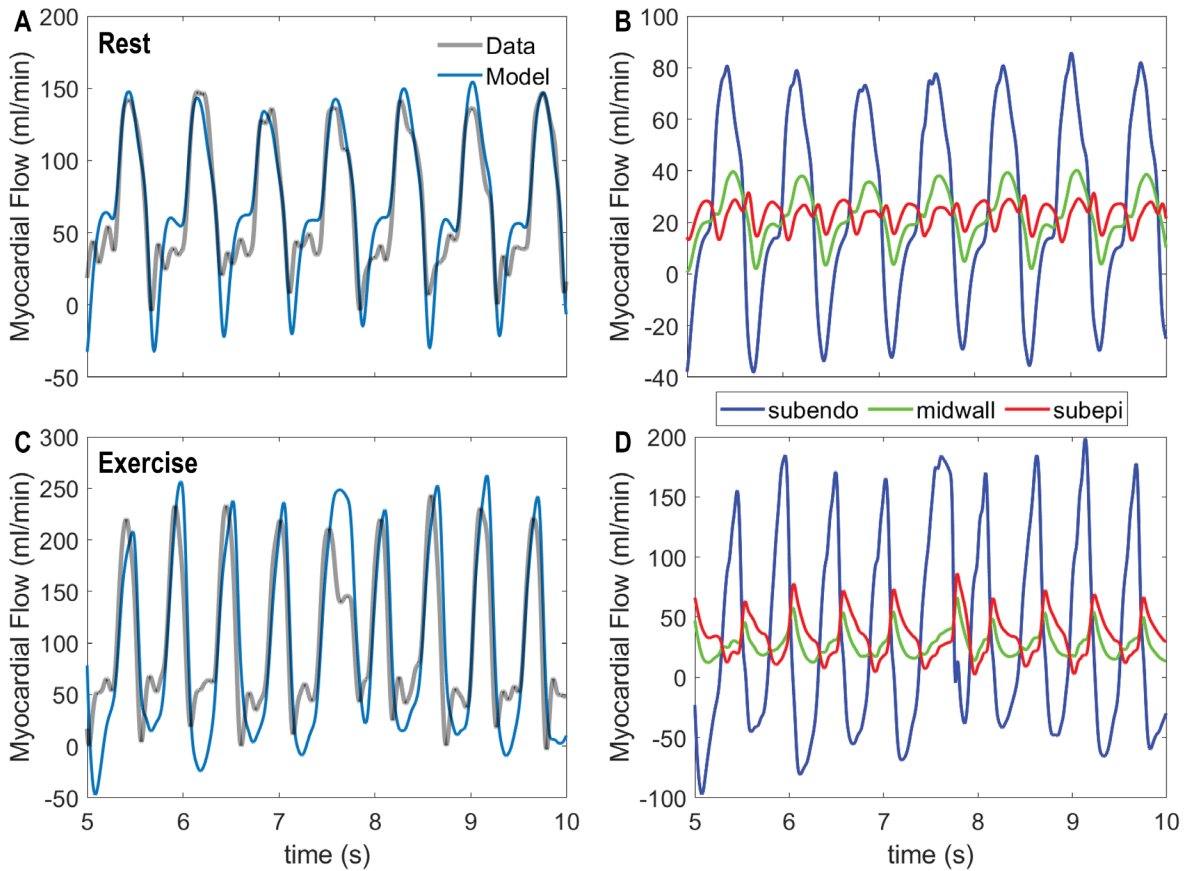 A
Rest
Data
Model
Myocardial Flow (ml/min)
200
150
100
50
0
-50
B
Myocardial Flow (ml/min)
100
80
60
40
20
0
-20
-40
subendo midwall subepi
C
Exercise
Myocardial Flow (ml/min)
300
250
200
150
100
50
0
-50
5 6 7 8 9 10
time (s)
D
Myocardial Flow (ml/min)
200
150
100
50
0
-50
-100
5 6 7 8 9 10
time (s)